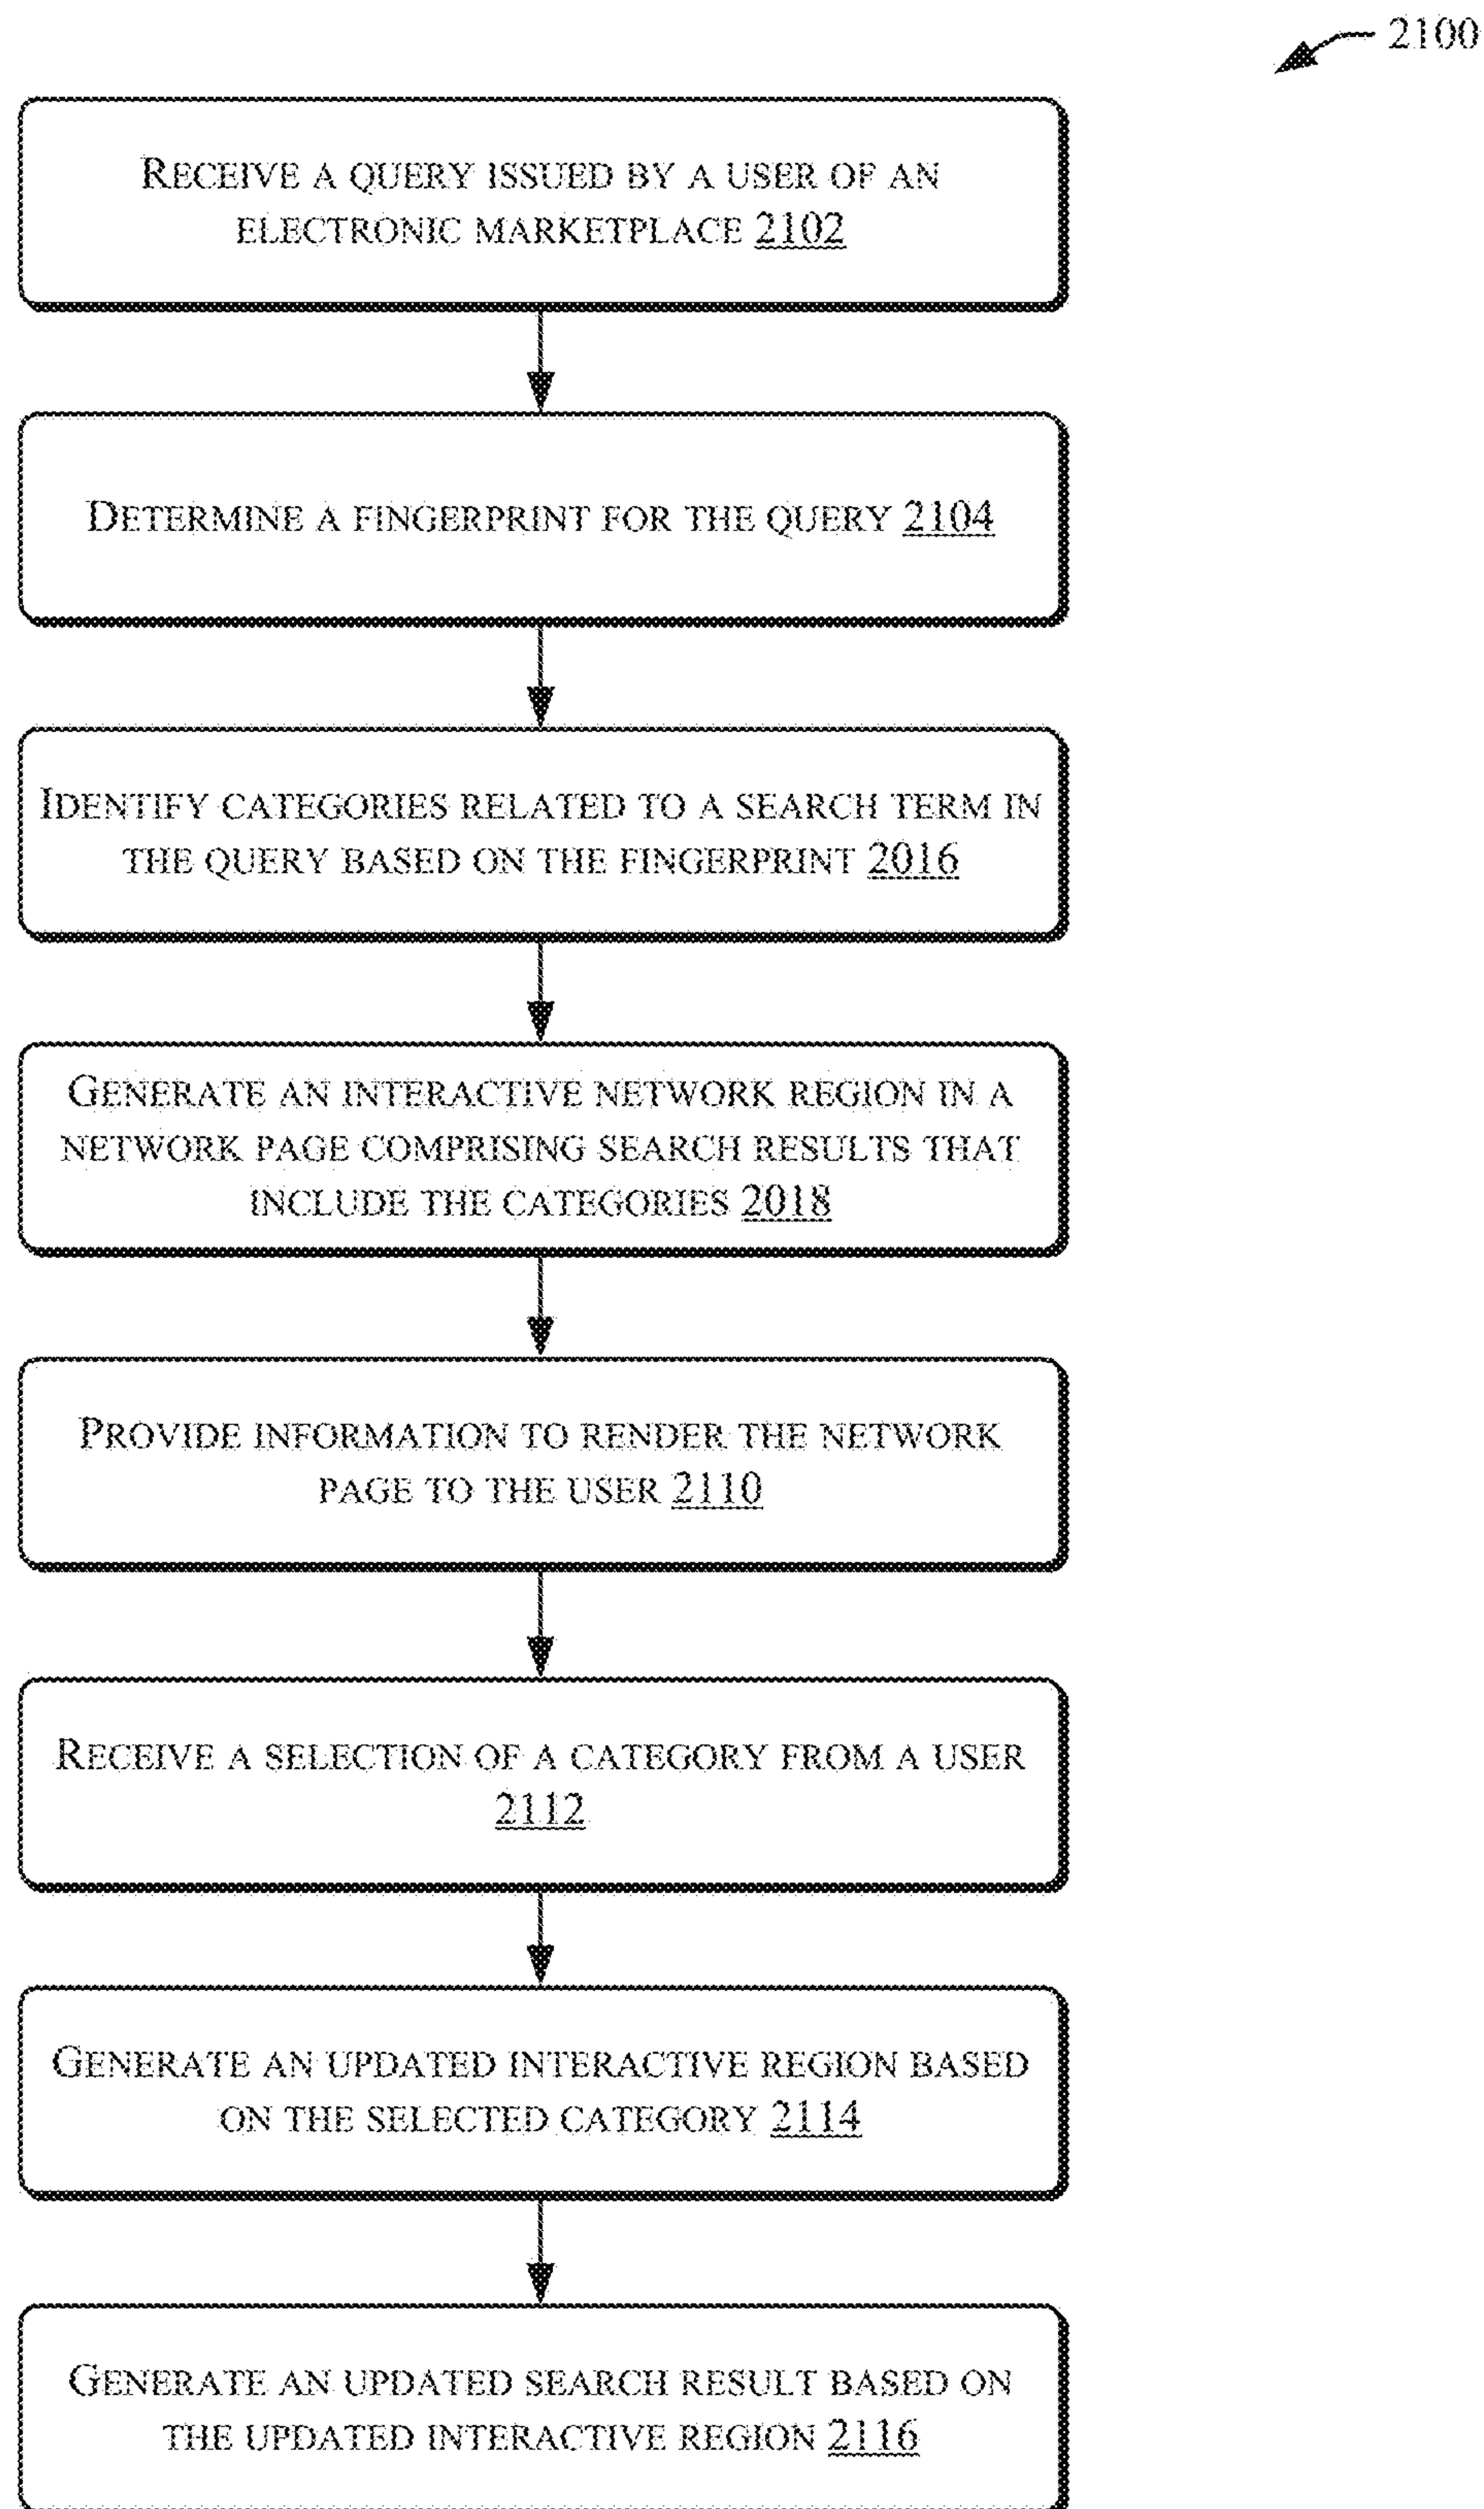 2100
RECEIVE A QUERY ISSUED BY A USER OF AN
ELECTRONIC MARKETPLACE 2102
DETERMINE A FINGERPRINT FOR THE QUERY 2104
IDENTIFY CATEGORIES RELATED TO A SEARCH TERM IN
THE QUERY BASED ON THE FINGERPRINT 2016
GENERATE AN INTERACTIVE NETWORK REGION IN A
NETWORK PAGE COMPRISING SEARCH RESULTS THAT
INCLUDE THE CATEGORIES 2018
PROVIDE INFORMATION TO RENDER THE NETWORK
PAGE TO THE USER 2110
RECEIVE A SELECTION OF A CATEGORY FROM A USER
2112
GENERATE AN UPDATED INTERACTIVE REGION BASED
ON THE SELECTED CATEGORY 2114
GENERATE AN UPDATED SEARCH RESULT BASED ON
THE UPDATED INTERACTIVE REGION 2116